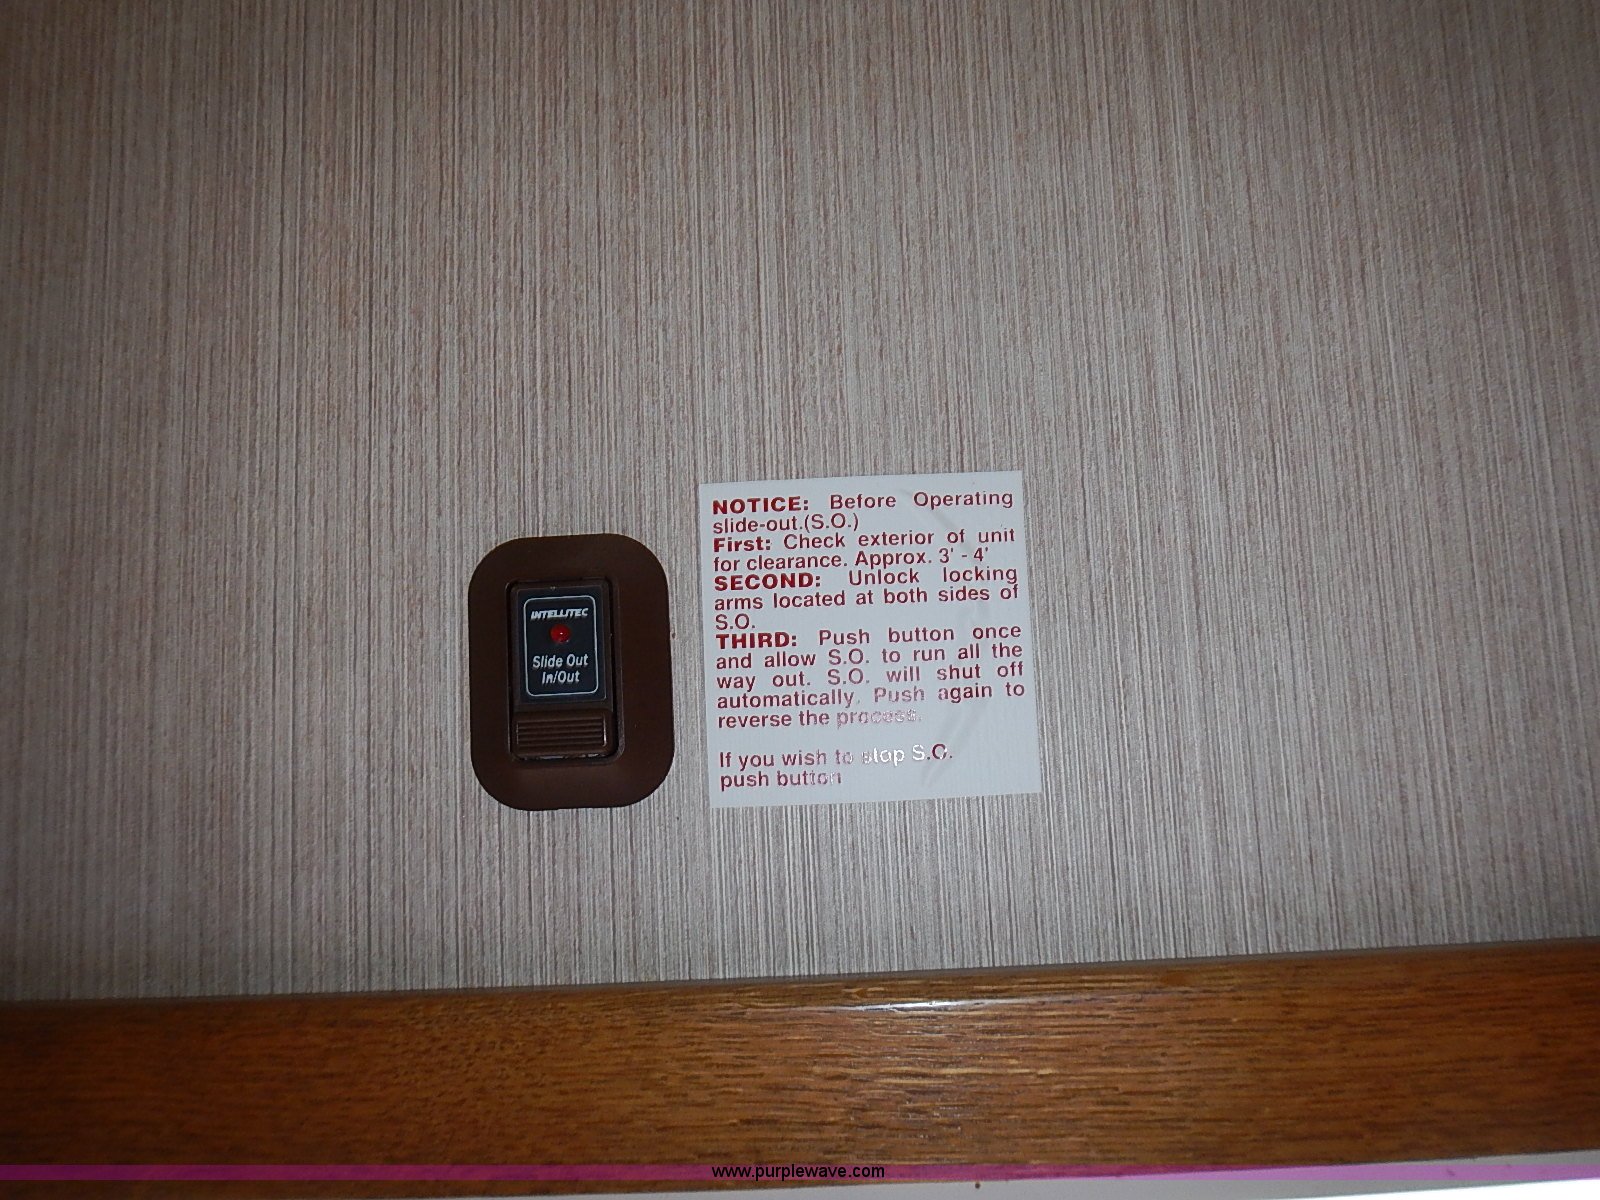 INTELLITEC
Slide Out
In/Out
NOTICE: Before Operating
slide-out.(S.O.)
First: Check exterior of unit
for clearance. Approx. 3' - 4'
SECOND: Unlock locking
arms located at both sides of
S.O.
THIRD: Push button once
and allow S.O. to run all the
way out. S.O. will shut off
automatically. Push again to
reverse the process.
If you wish to stop S.O.
push button
www.purplewave.com